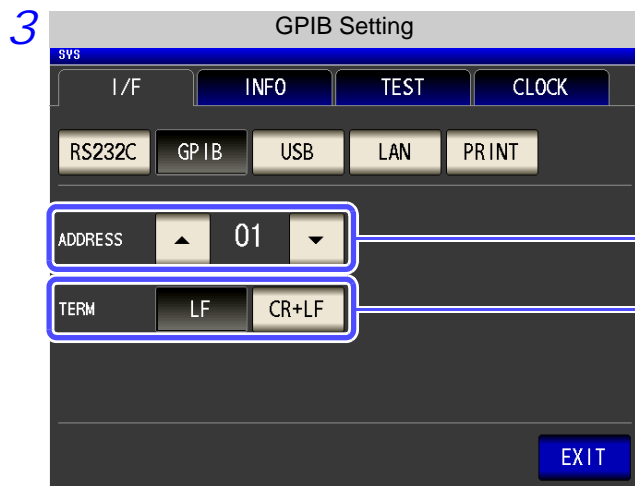 3
GPIB Setting
SYS
I/F INFO TEST CLOCK
RS232C GPIB USB LAN PRINT
ADDRESS 01
TERM LF CR+LF
EXIT